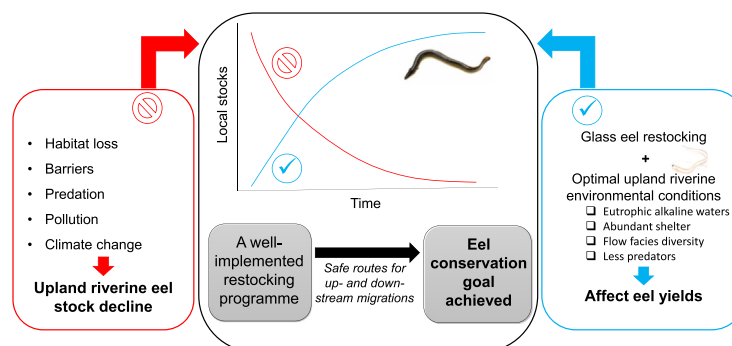 Habitat loss
Barriers
Predation
Pollution
Climate change
Upland riverine eel
stock decline
Local stocks
Time
A well-
implemented
restocking
programme
Safe routes for
up- and down-
stream migrations
Eel
conservation
goal
achieved
Glass eel restocking
+
Optimal upland riverine
environmental conditions
Eutrophic alkaline waters
Abundant shelter
Flow facies diversity
Less predators
Affect eel yields